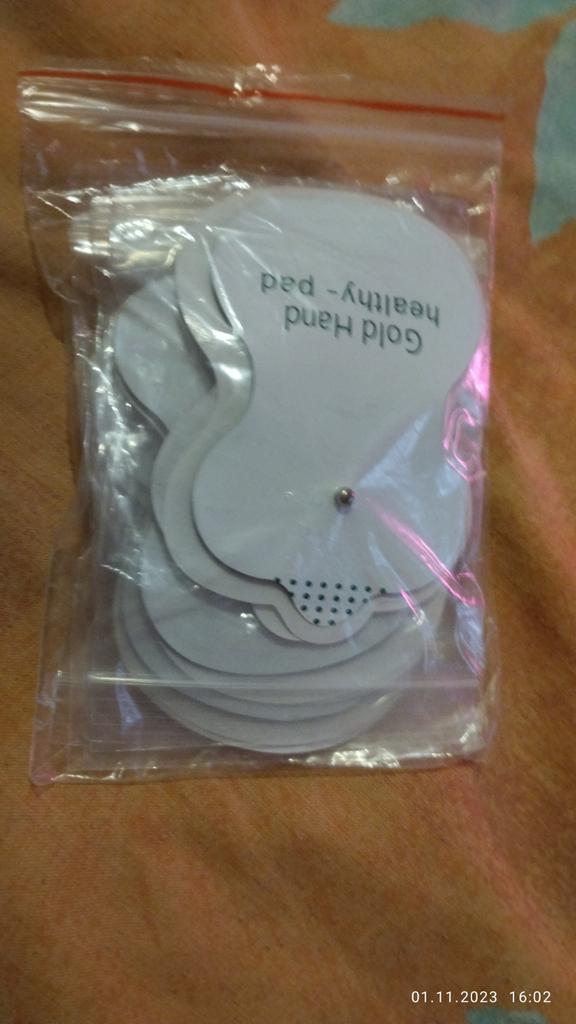 Gold Hand
healthy - pad
01.11.2023 16:02